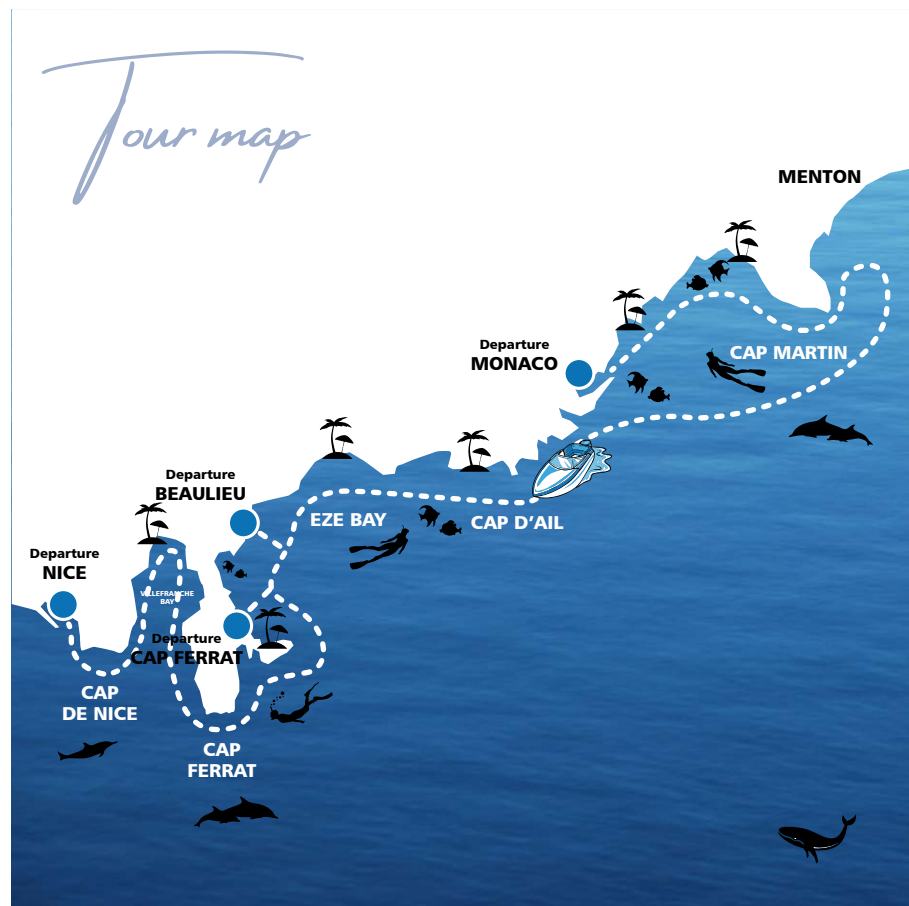 Tour map
MENTON
Departure
MONACO
CAP MARTIN
Departure
BEAULIEU
EZE BAY
CAP D'AIL
Departure
NICE
VILLEFRANCHE
BAY
Departure
CAP FERRAT
CAP
DE NICE
CAP
FERRAT